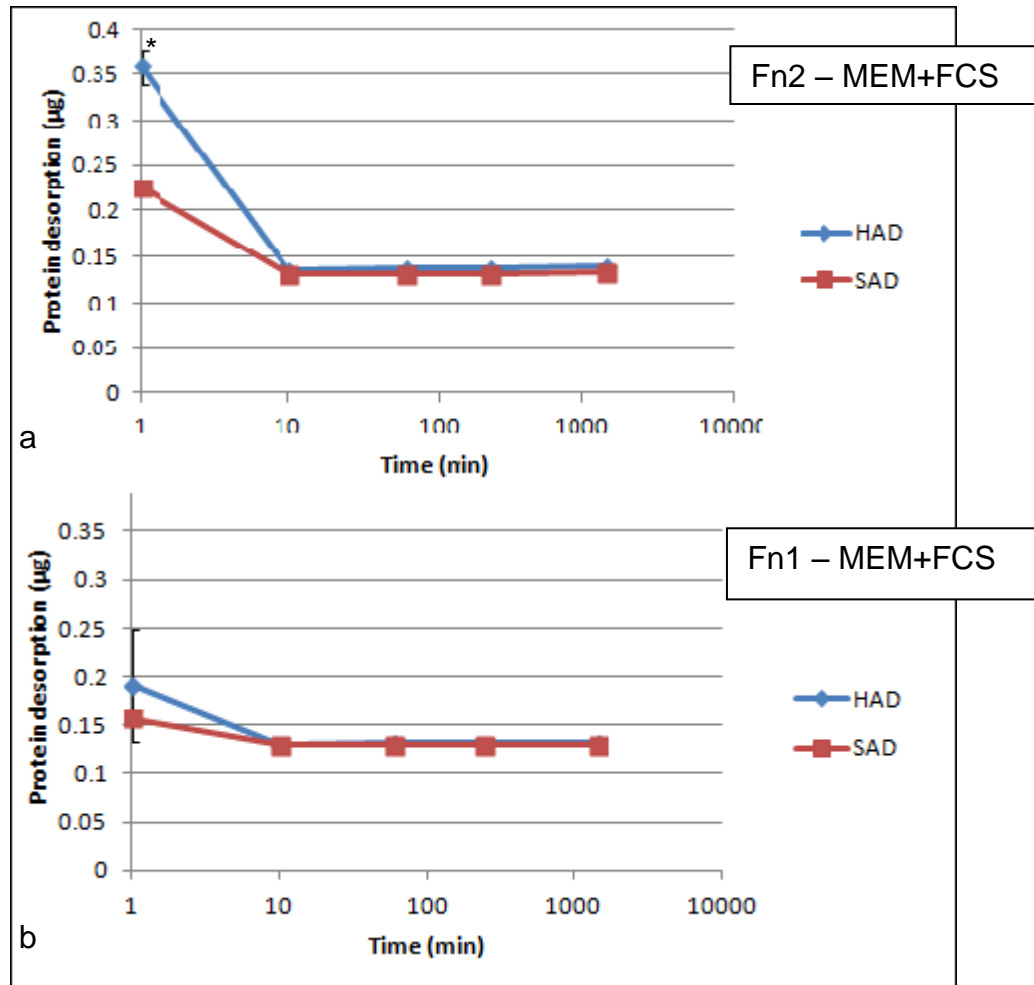 0.4
*
0.35
Fn2 – MEM+FCS
0.3
0.25
0.2
0.15
0.1
0.05
0
Protein desorption (µg)
HAD
SAD
1 10 100 1000 10000
a
Time (min)
0.35
Fn1 – MEM+FCS
0.3
0.25
0.2
0.15
0.1
0.05
0
Protein desorption (µg)
HAD
SAD
1 10 100 1000 10000
b
Time (min)